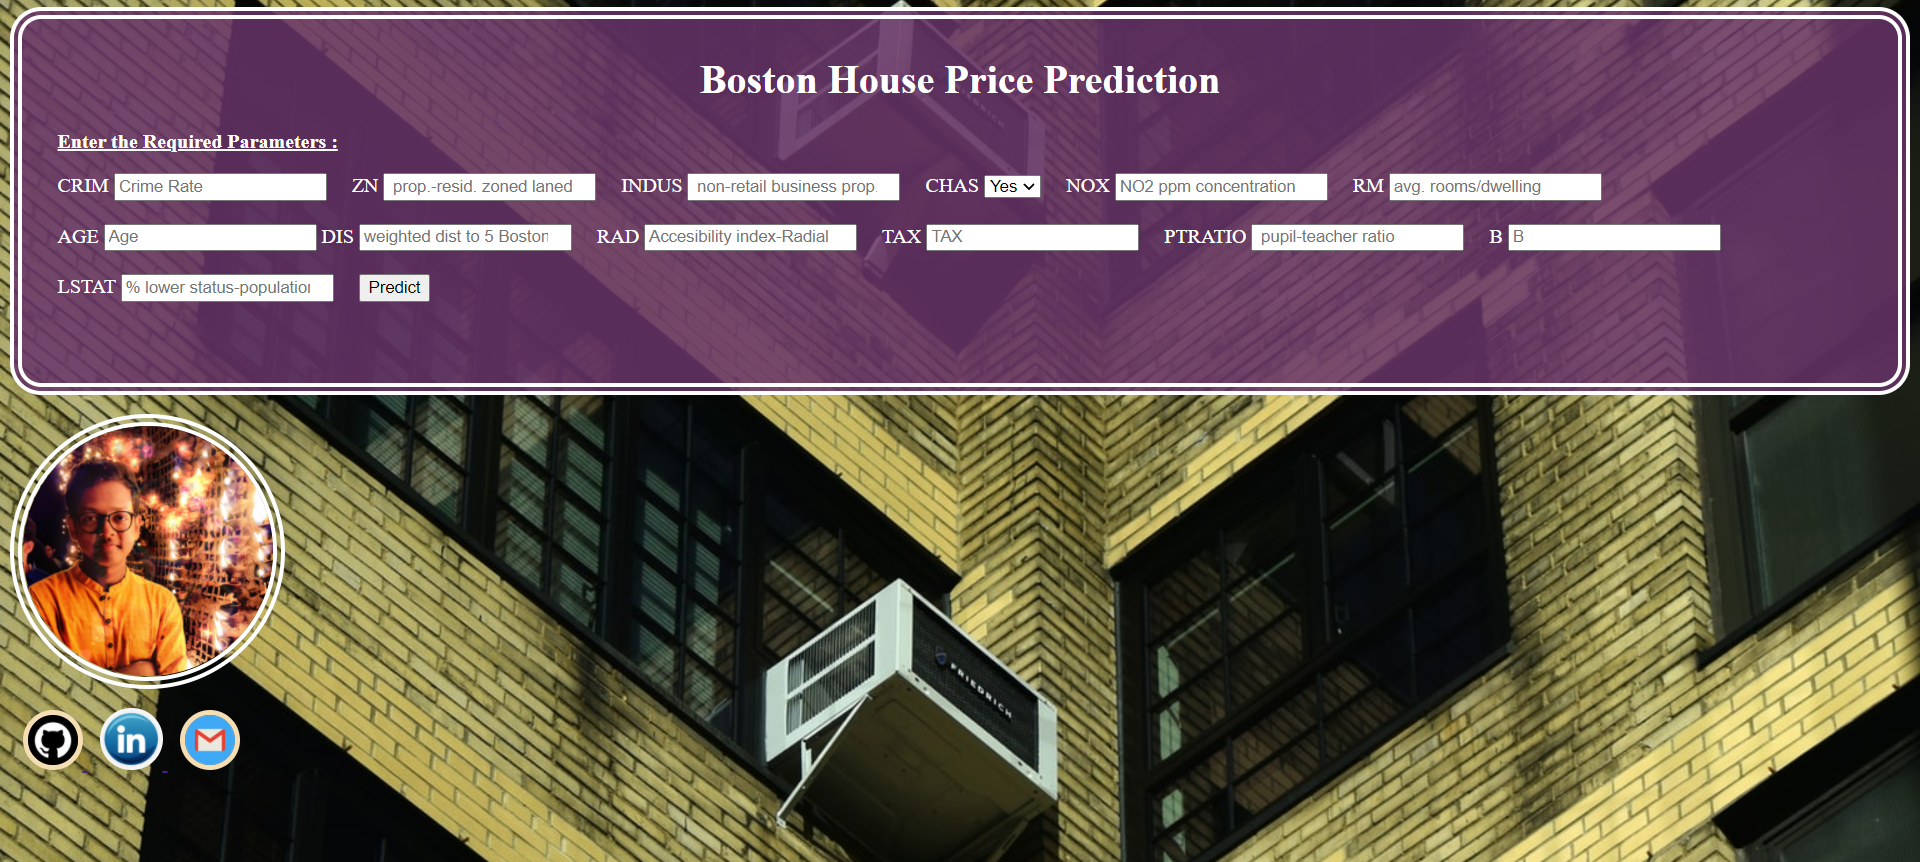 Boston House Price Prediction
Enter the Required Parameters :
CRIM Crime Rate ZN prop.-resid. zoned laned INDUS non-retail business prop. CHAS Yes NOX NO2 ppm concentration RM avg. rooms/dwelling
AGE Age DIS weighted dist to 5 Boston RAD Accesibility index-Radial TAX TAX PTRATIO pupil-teacher ratio B B
LSTAT % lower status-population Predict
FRIEDRICH
in